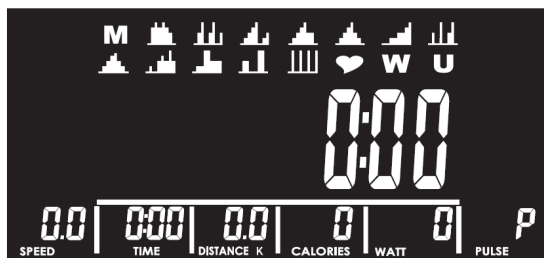 M
W U
0:00
0.0 0:00 0.0 0 0 P
SPEED TIME DISTANCE K CALORIES WATT PULSE